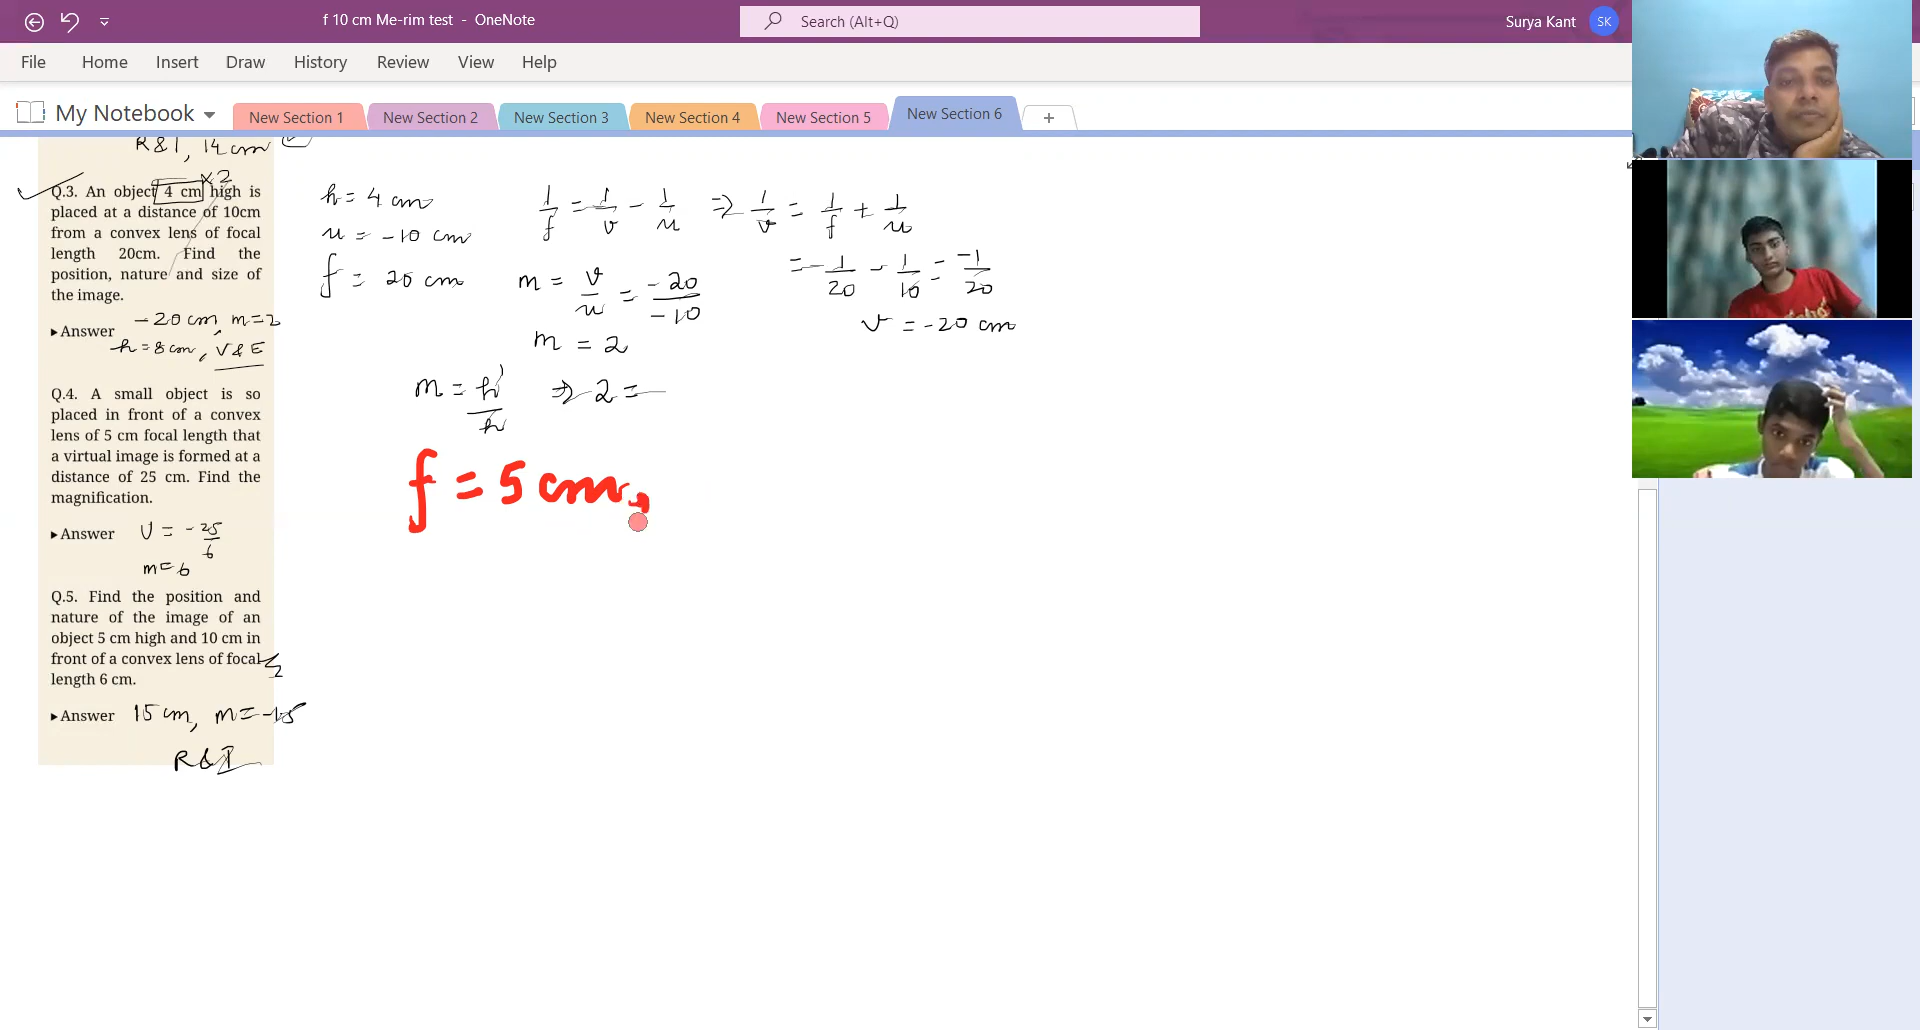 f 10 cm Me-rim test - OneNote
Search (Alt+Q)
Surya Kant SK
File Home Insert Draw History Review View Help
My Notebook
New Section 1 New Section 2 New Section 3 New Section 4 New Section 5 New Section 6 +
R & I, 14 cm
×2
Q.3. An object 4 cm high is
placed at a distance of 10cm
from a convex lens of focal
length 20cm. Find the
position, nature and size of
the image.
Answer -20 cm, m=2
h = 8 cm, V & E
Q.4. A small object is so
placed in front of a convex
lens of 5 cm focal length that
a virtual image is formed at a
distance of 25 cm. Find the
magnification.
Answer U = -25/6
m = 6
Q.5. Find the position and
nature of the image of an
object 5 cm high and 10 cm in
front of a convex lens of focal
length 6 cm.
Answer 15 cm, m = -1.5
R & I
h = 4 cm
u = -10 cm
f = 20 cm
1/f = 1/v - 1/u ⇒ 1/v = 1/f + 1/u
= - 1/20 - 1/10 = -1/20
v = -20 cm
m = v/u = -20/-10
m = 2
m = h'/h ⇒ 2 =
f = 5 cm,